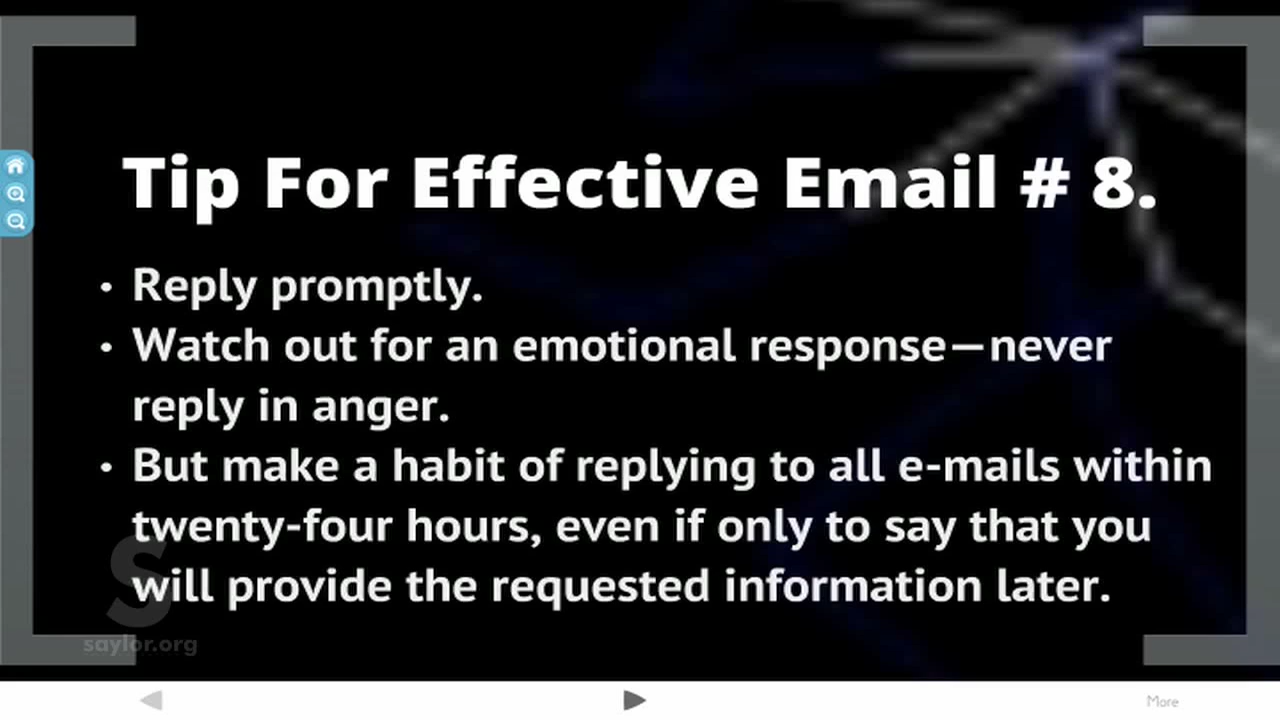 Tip For Effective Email # 8.
• Reply promptly.
• Watch out for an emotional response—never
reply in anger.
• But make a habit of replying to all e-mails within
twenty-four hours, even if only to say that you
will provide the requested information later.
S
saylor.org
More